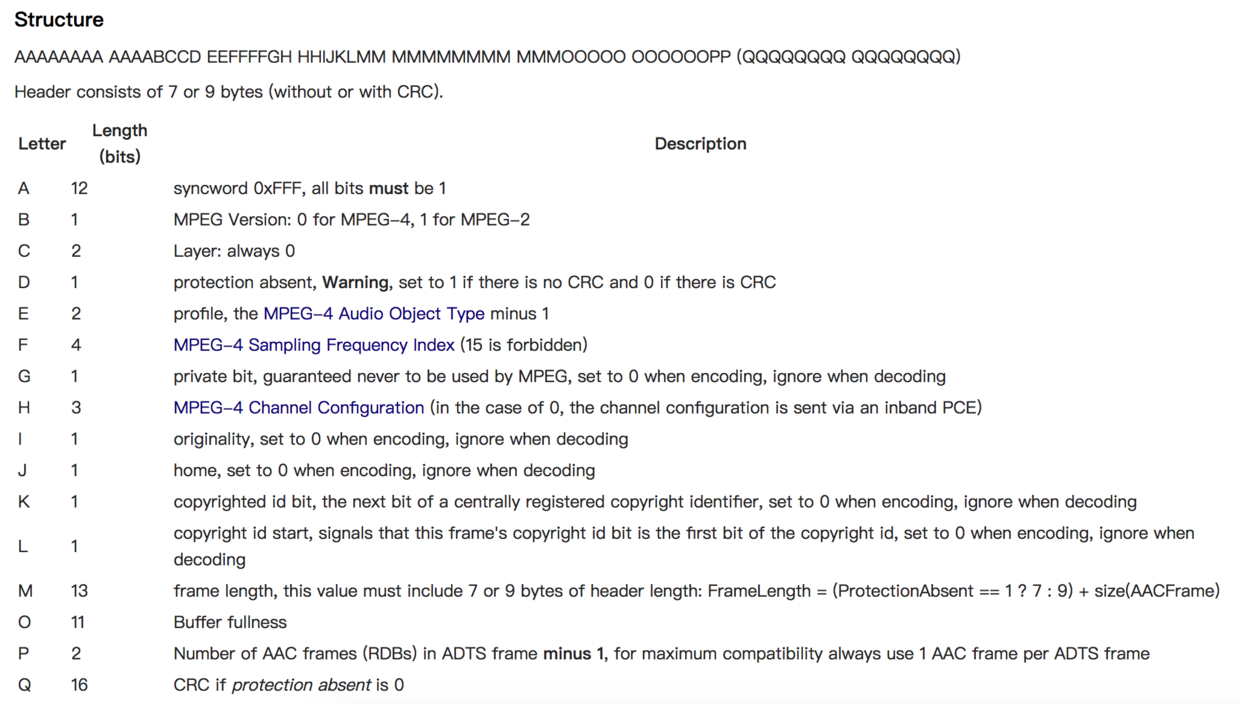 Structure
AAAAAAAA AAAABCCD EEFFFFGH HHIJKLMM MMMMMMMM MMMOOOOO OOOOOOPP (QQQQQQQQ QQQQQQQQ)
Header consists of 7 or 9 bytes (without or with CRC).
Letter Length (bits) Description
A 12 syncword 0xFFF, all bits must be 1
B 1 MPEG Version: 0 for MPEG-4, 1 for MPEG-2
C 2 Layer: always 0
D 1 protection absent, Warning, set to 1 if there is no CRC and 0 if there is CRC
E 2 profile, the MPEG-4 Audio Object Type minus 1
F 4 MPEG-4 Sampling Frequency Index (15 is forbidden)
G 1 private bit, guaranteed never to be used by MPEG, set to 0 when encoding, ignore when decoding
H 3 MPEG-4 Channel Configuration (in the case of 0, the channel configuration is sent via an inband PCE)
I 1 originality, set to 0 when encoding, ignore when decoding
J 1 home, set to 0 when encoding, ignore when decoding
K 1 copyrighted id bit, the next bit of a centrally registered copyright identifier, set to 0 when encoding, ignore when decoding
L 1 copyright id start, signals that this frame's copyright id bit is the first bit of the copyright id, set to 0 when encoding, ignore when
decoding
M 13 frame length, this value must include 7 or 9 bytes of header length: FrameLength = (ProtectionAbsent == 1 ? 7 : 9) + size(AACFrame)
O 11 Buffer fullness
P 2 Number of AAC frames (RDBs) in ADTS frame minus 1, for maximum compatibility always use 1 AAC frame per ADTS frame
Q 16 CRC if protection absent is 0